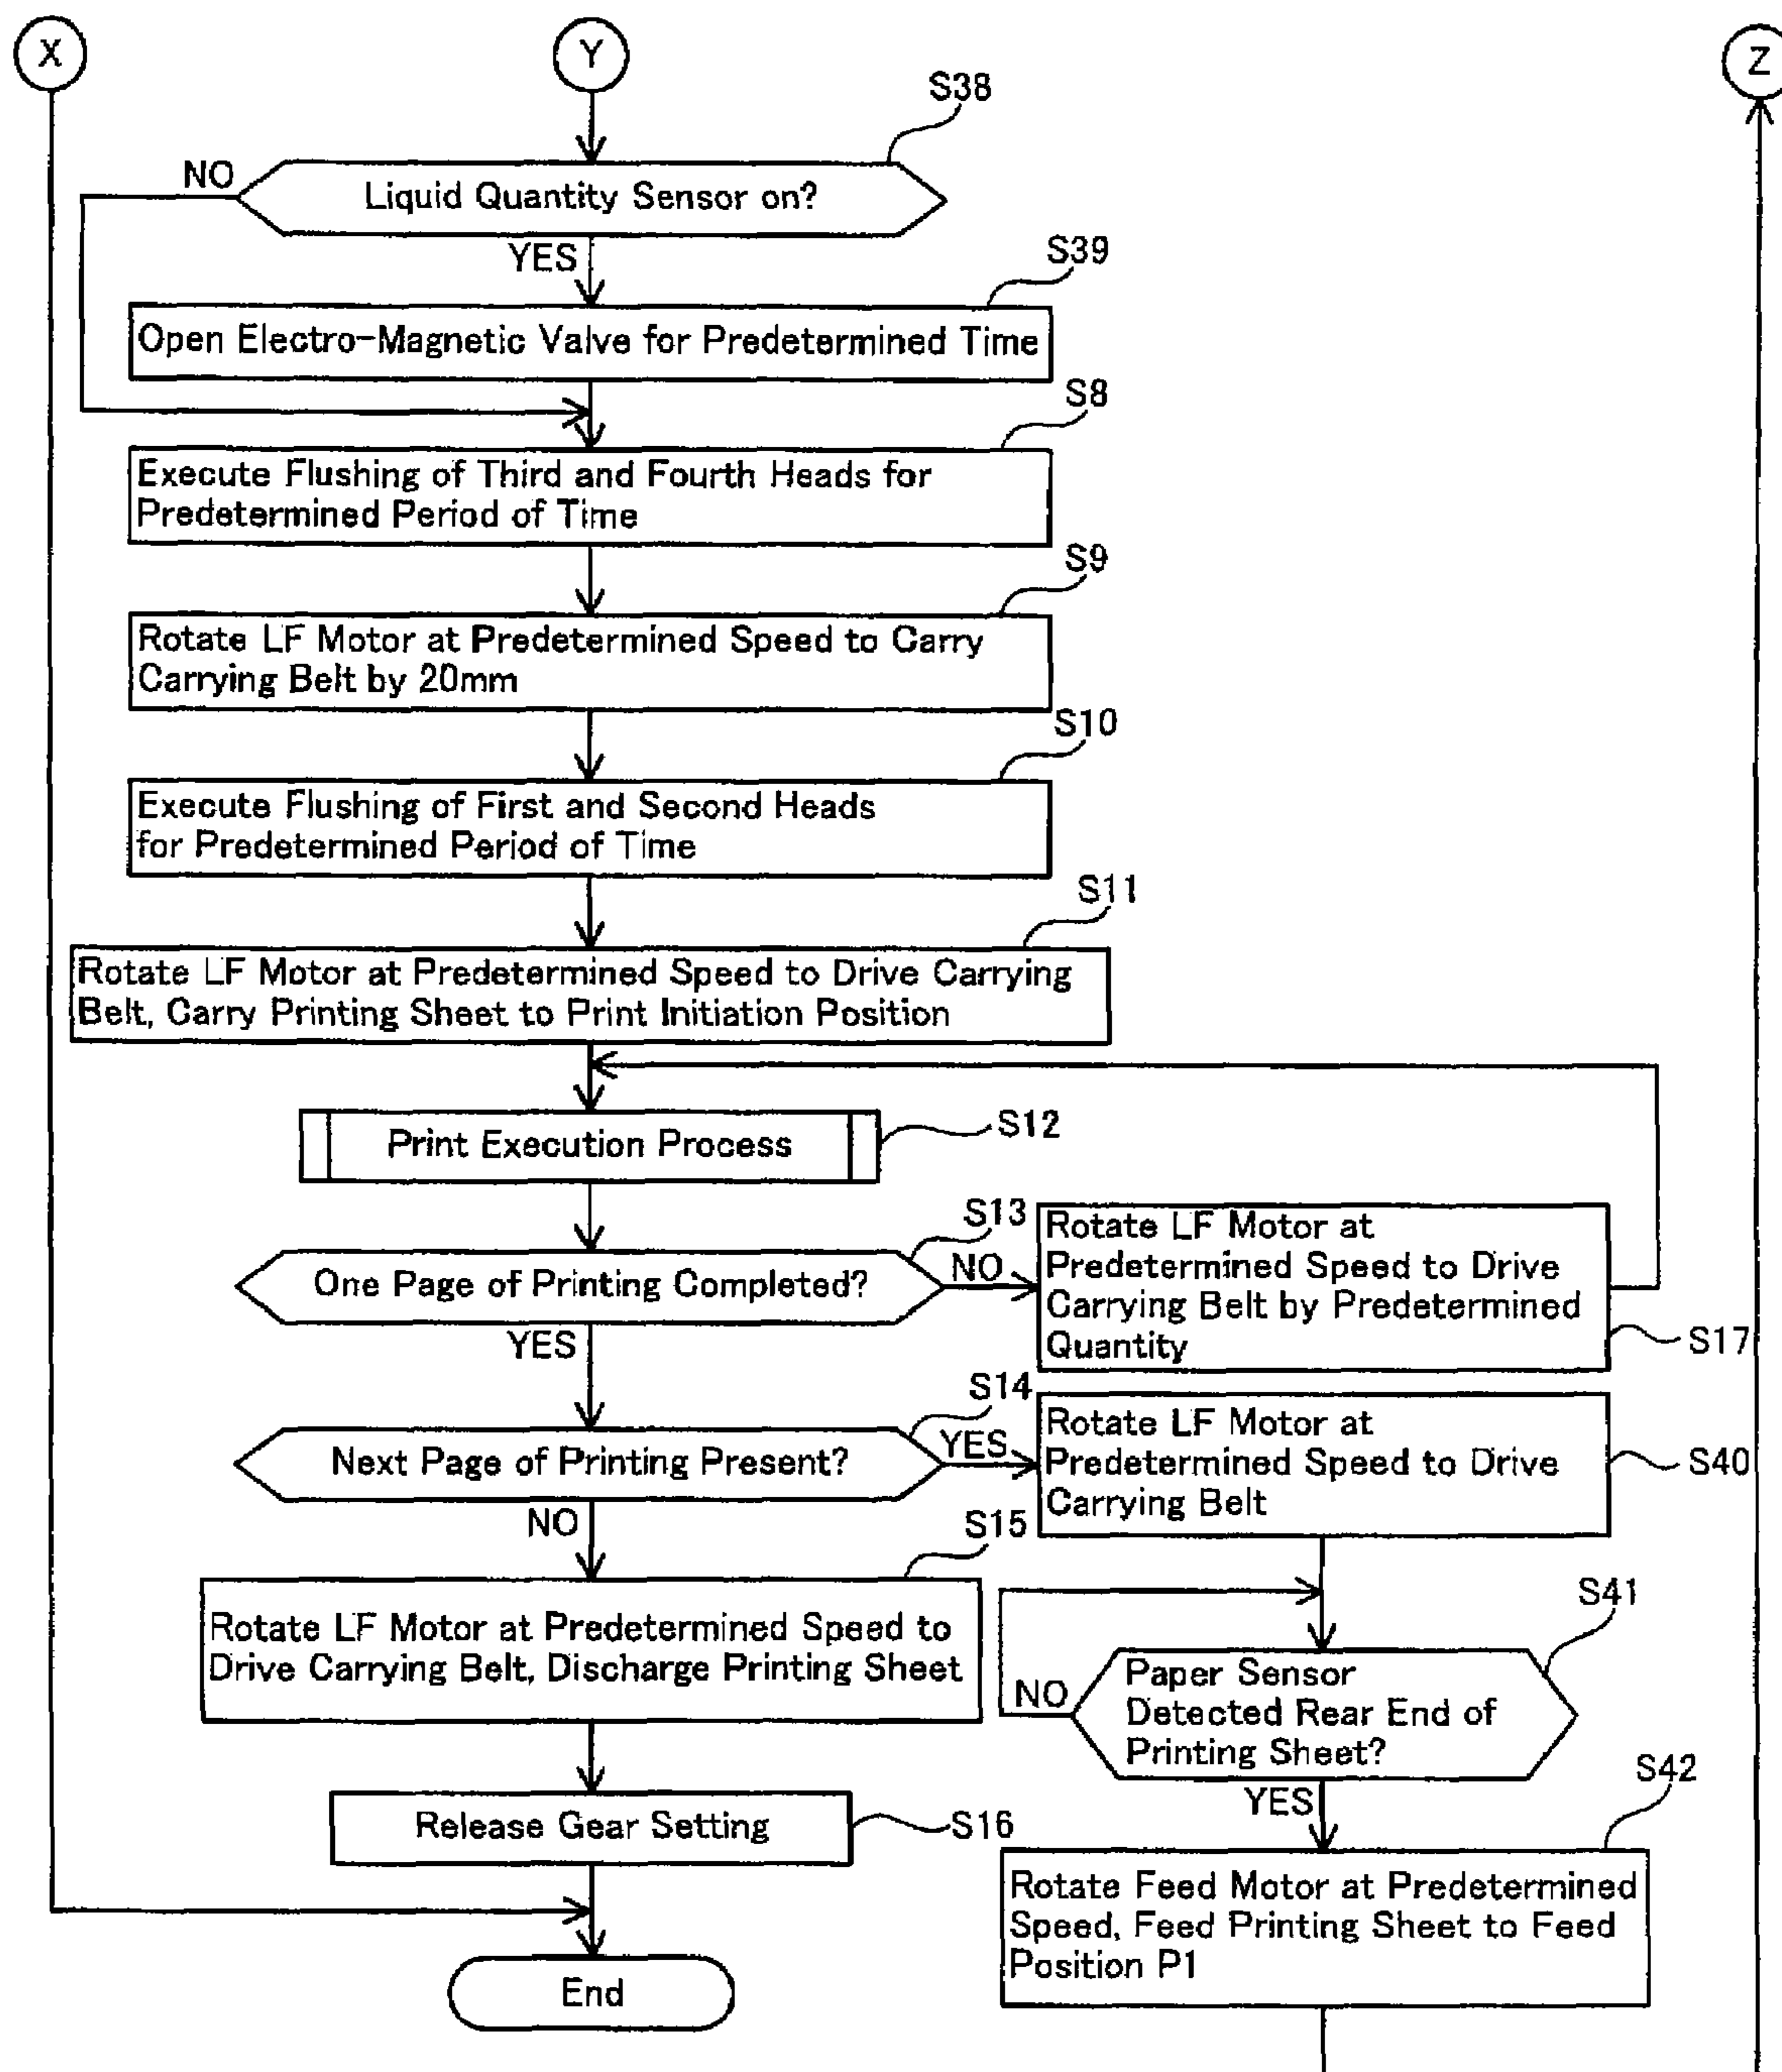 X
Y
Z
S38
NO
Liquid Quantity Sensor on?
YES
S39
Open Electro-Magnetic Valve for Predetermined Time
S8
Execute Flushing of Third and Fourth Heads for
Predetermined Period of Time
S9
Rotate LF Motor at Predetermined Speed to Carry
Carrying Belt by 20mm
S10
Execute Flushing of First and Second Heads
for Predetermined Period of Time
S11
Rotate LF Motor at Predetermined Speed to Drive Carrying
Belt, Carry Printing Sheet to Print Initiation Position
Print Execution Process
S12
S13
One Page of Printing Completed?
NO
Rotate LF Motor at
Predetermined Speed to Drive
Carrying Belt by Predetermined
Quantity
S17
YES
S14
Next Page of Printing Present?
YES
Rotate LF Motor at
Predetermined Speed to Drive
Carrying Belt
S40
NO
S15
Rotate LF Motor at Predetermined Speed to
Drive Carrying Belt, Discharge Printing Sheet
S41
NO
Paper Sensor
Detected Rear End of
Printing Sheet?
YES
S42
Release Gear Setting
S16
Rotate Feed Motor at Predetermined
Speed, Feed Printing Sheet to Feed
Position P1
End